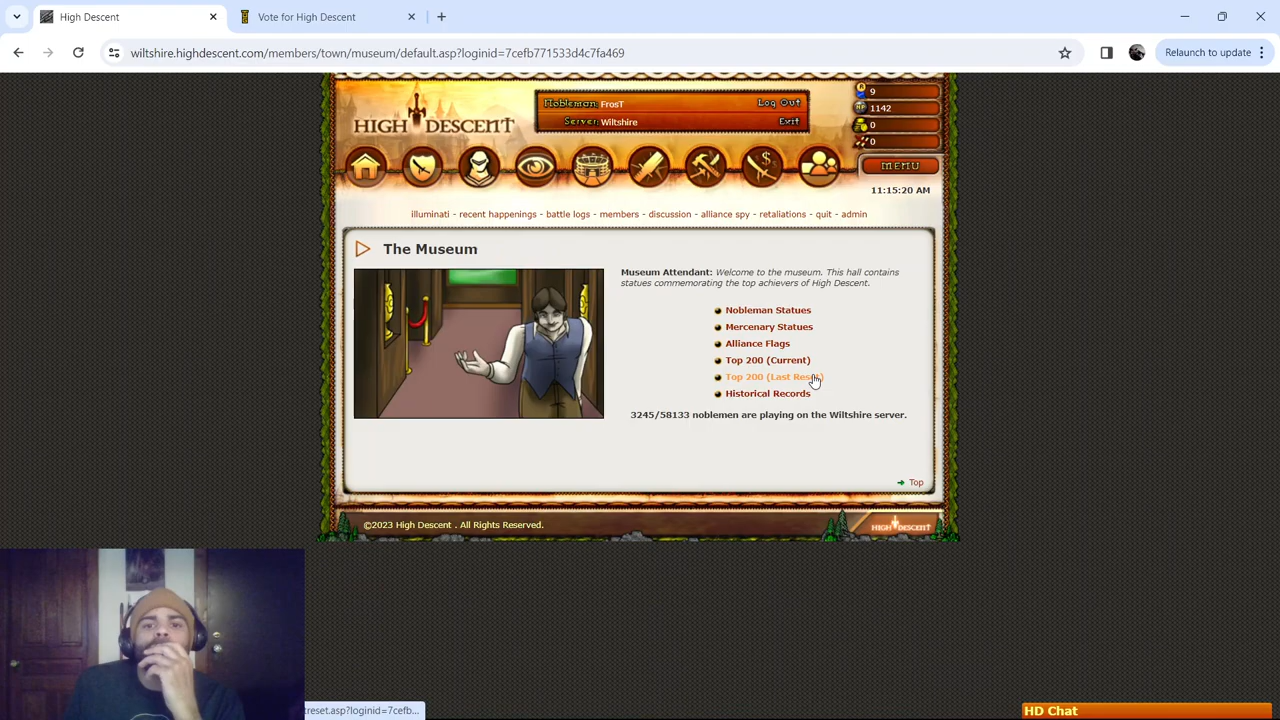 High Descent
Vote for High Descent
wiltshire.highdescent.com/members/town/museum/default.asp?loginid=7cefb771533d4c7fa469
Relaunch to update
HIGH DESCENT
Nobleman: FrosT
Log Out
Server: Wiltshire
Exit
9
HP 1142
0
0
MENU
11:15:20 AM
illuminati - recent happenings - battle logs - members - discussion - alliance spy - retaliations - quit - admin
The Museum
Museum Attendant: Welcome to the museum. This hall contains
statues commemorating the top achievers of High Descent.
Nobleman Statues
Mercenary Statues
Alliance Flags
Top 200 (Current)
Top 200 (Last Reset)
Historical Records
3245/58133 noblemen are playing on the Wiltshire server.
Top
©2023 High Descent . All Rights Reserved.
HIGH DESCENT
treset.asp?loginid=7cefb...
HD Chat